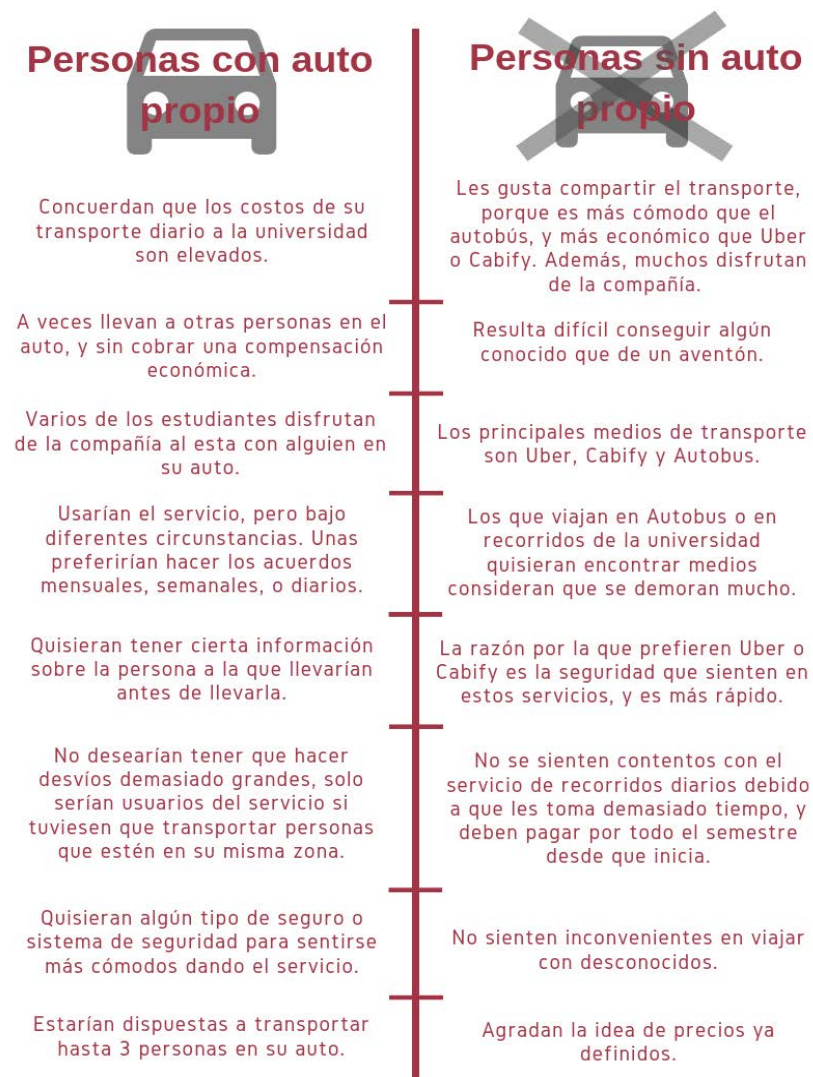 Personas con auto
propio
Concuerdan que los costos de su
transporte diario a la universidad
son elevados.
A veces llevan a otras personas en el
auto, y sin cobrar una compensación
económica.
Varios de los estudiantes disfrutan
de la compañía al esta con alguien en
su auto.
Usarían el servicio, pero bajo
diferentes circunstancias. Unas
preferirían hacer los acuerdos
mensuales, semanales, o diarios.
Quisieran tener cierta información
sobre la persona a la que llevarían
antes de llevarla.
No desearían tener que hacer
desvíos demasiado grandes, solo
serían usuarios del servicio si
tuviesen que transportar personas
que estén en su misma zona.
Quisieran algún tipo de seguro o
sistema de seguridad para sentirse
más cómodos dando el servicio.
Estarían dispuestas a transportar
hasta 3 personas en su auto.
Personas sin auto
propio
Les gusta compartir el transporte,
porque es más cómodo que el
autobús, y más económico que Uber
o Cabify. Además, muchos disfrutan
de la compañía.
Resulta difícil conseguir algún
conocido que de un aventón.
Los principales medios de transporte
son Uber, Cabify y Autobus.
Los que viajan en Autobus o en
recorridos de la universidad
quisieran encontrar medios
consideran que se demoran mucho.
La razón por la que prefieren Uber o
Cabify es la seguridad que sienten en
estos servicios, y es más rápido.
No se sienten contentos con el
servicio de recorridos diarios debido
a que les toma demasiado tiempo, y
deben pagar por todo el semestre
desde que inicia.
No sienten inconvenientes en viajar
con desconocidos.
Agradan la idea de precios ya
definidos.